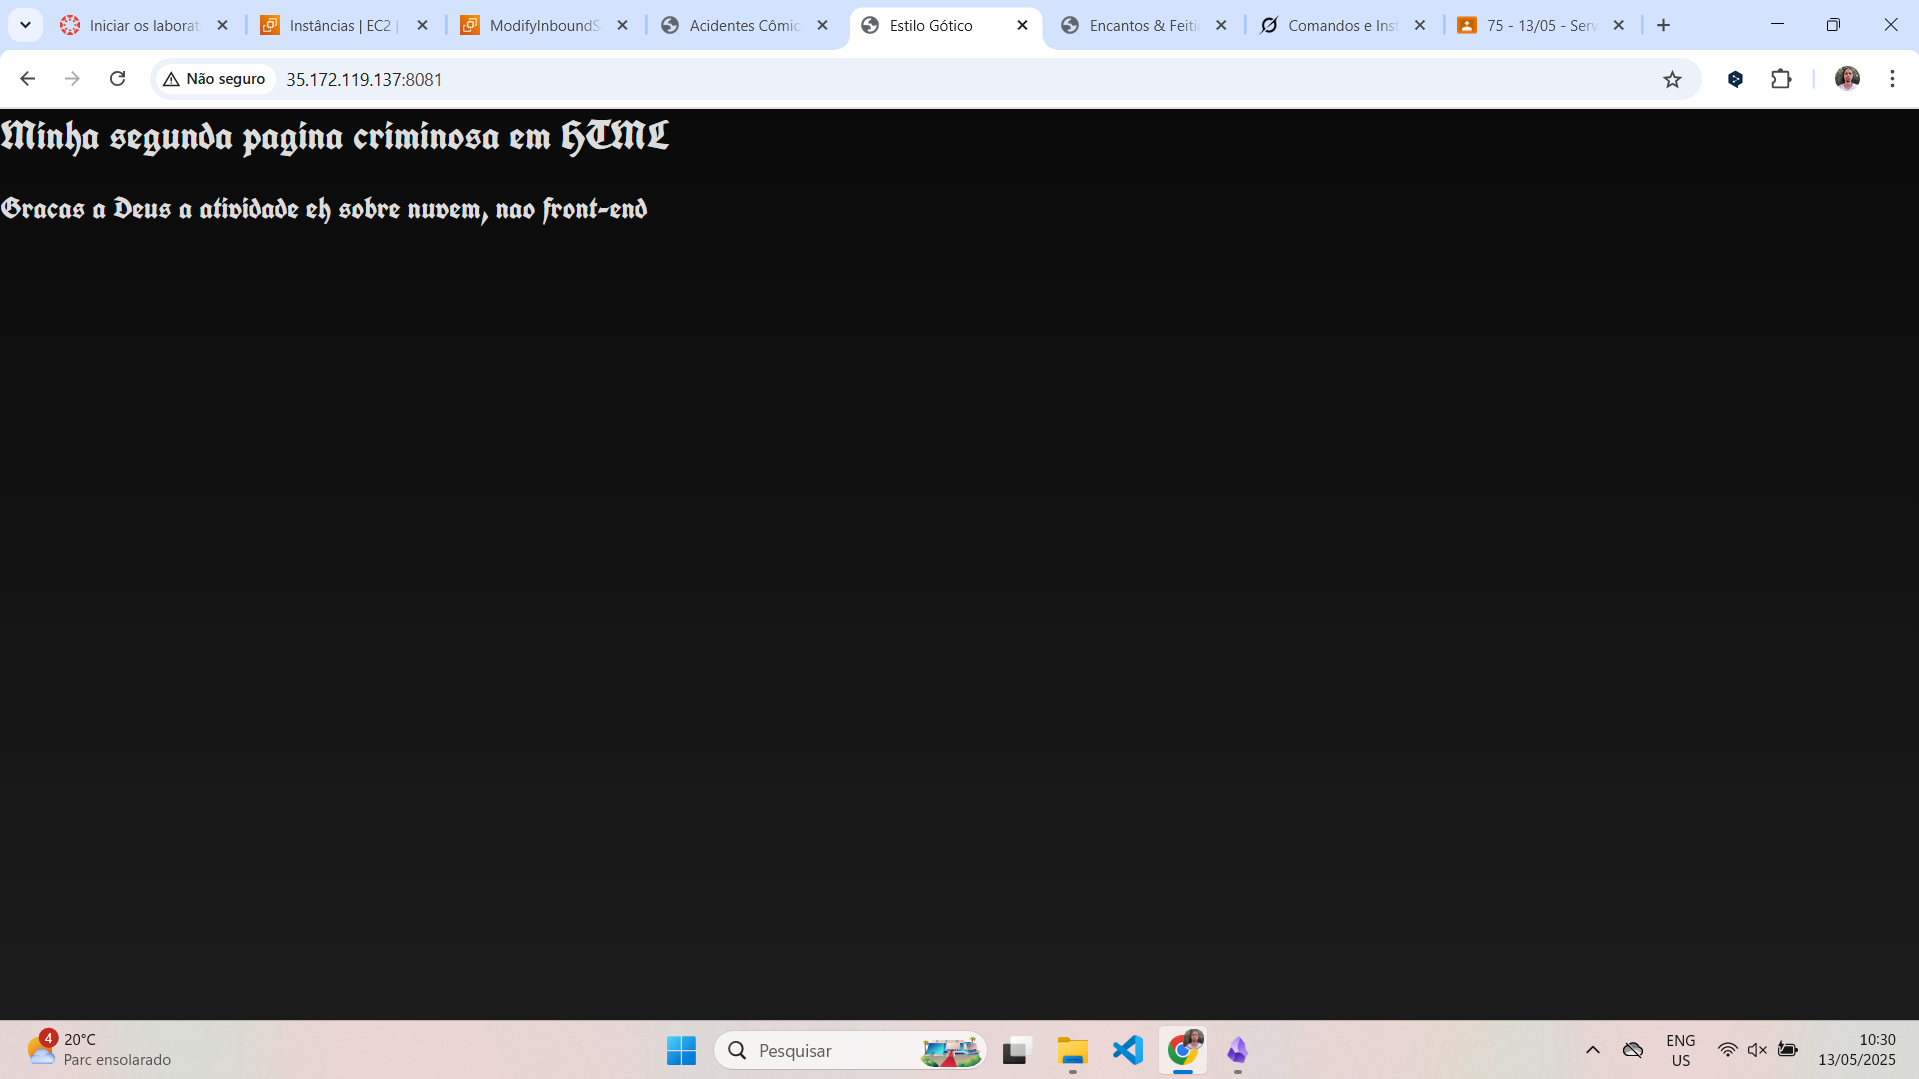 Iniciar os laborat
Instâncias | EC2 |
ModifyInboundS
Acidentes Cômic
Estilo Gótico
Encantos & Feiti
Comandos e Inst
75 - 13/05 - Serv
Não seguro
35.172.119.137:8081
Minha segunda pagina criminosa em HTML
Gracas a Deus a atividade eh sobre nuvem, nao front-end
4
20°C
Parc ensolarado
Pesquisar
ENG
US
10:30
13/05/2025